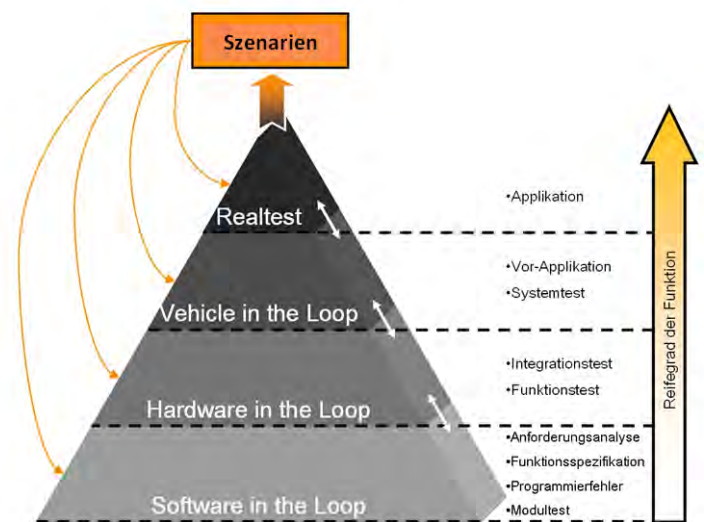 Szenarien
Realtest
•Applikation
Vehicle in the Loop
•Vor-Applikation
•Systemtest
Hardware in the Loop
•Integrationstest
•Funktionstest
Software in the Loop
•Anforderungsanalyse
•Funktionsspezifikation
•Programmierfehler
•Modultest
Reifegrad der Funktion